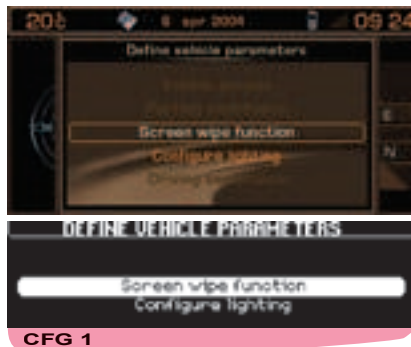 20°c 6 apr 2004 09 24
Define vehicle parameters
Screen wipe function
Configure lighting
DEFINE VEHICLE PARAMETERS
Screen wipe function
Configure lighting
CFG 1